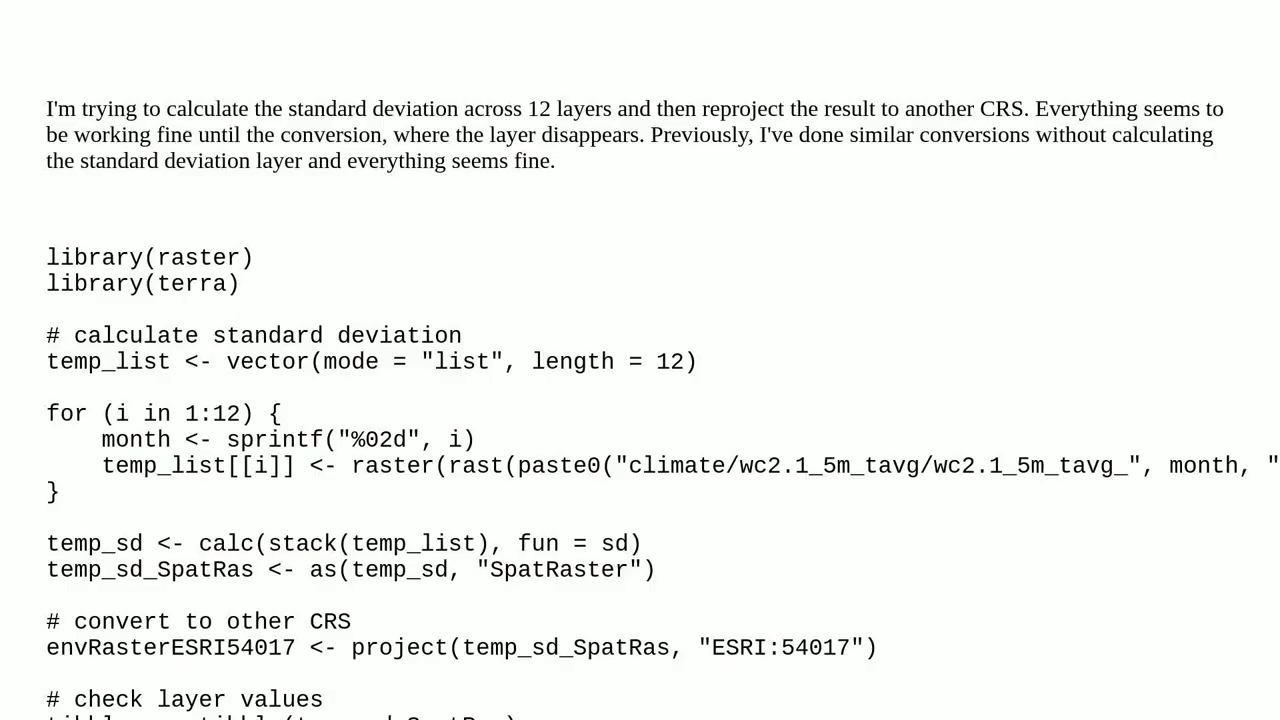 I'm trying to calculate the standard deviation across 12 layers and then reproject the result to another CRS. Everything seems to
be working fine until the conversion, where the layer disappears. Previously, I've done similar conversions without calculating
the standard deviation layer and everything seems fine.
library(raster)
library(terra)
# calculate standard deviation
temp_list <- vector(mode = "list", length = 12)
for (i in 1:12) {
    month <- sprintf("%02d", i)
    temp_list[[i]] <- raster(rast(paste0("climate/wc2.1_5m_tavg/wc2.1_5m_tavg_", month, "
}
temp_sd <- calc(stack(temp_list), fun = sd)
temp_sd_SpatRas <- as(temp_sd, "SpatRaster")
# convert to other CRS
envRasterESRI54017 <- project(temp_sd_SpatRas, "ESRI:54017")
# check layer values